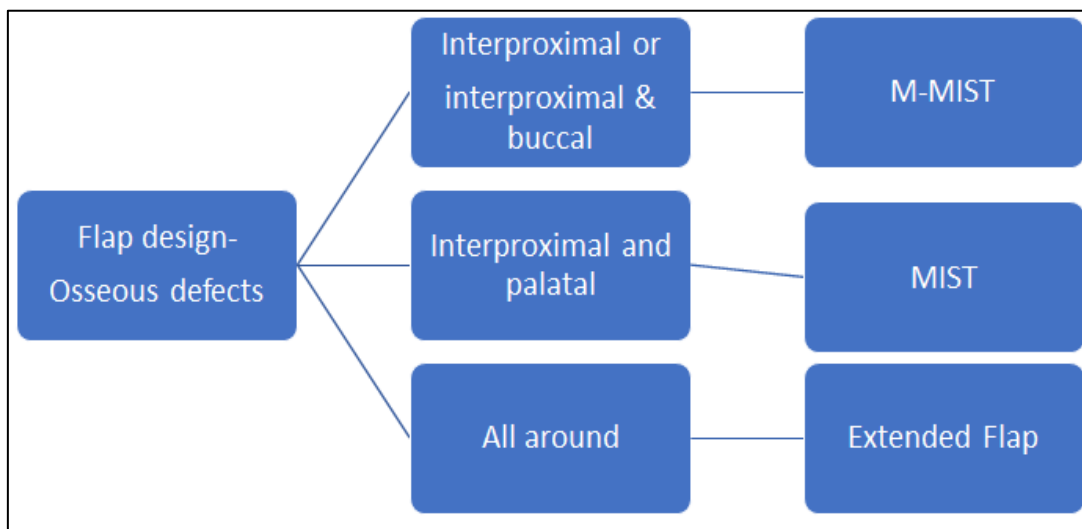 Flap design-
Osseous defects
Interproximal or
interproximal &
buccal
M-MIST
Interproximal and
palatal
MIST
All around
Extended Flap